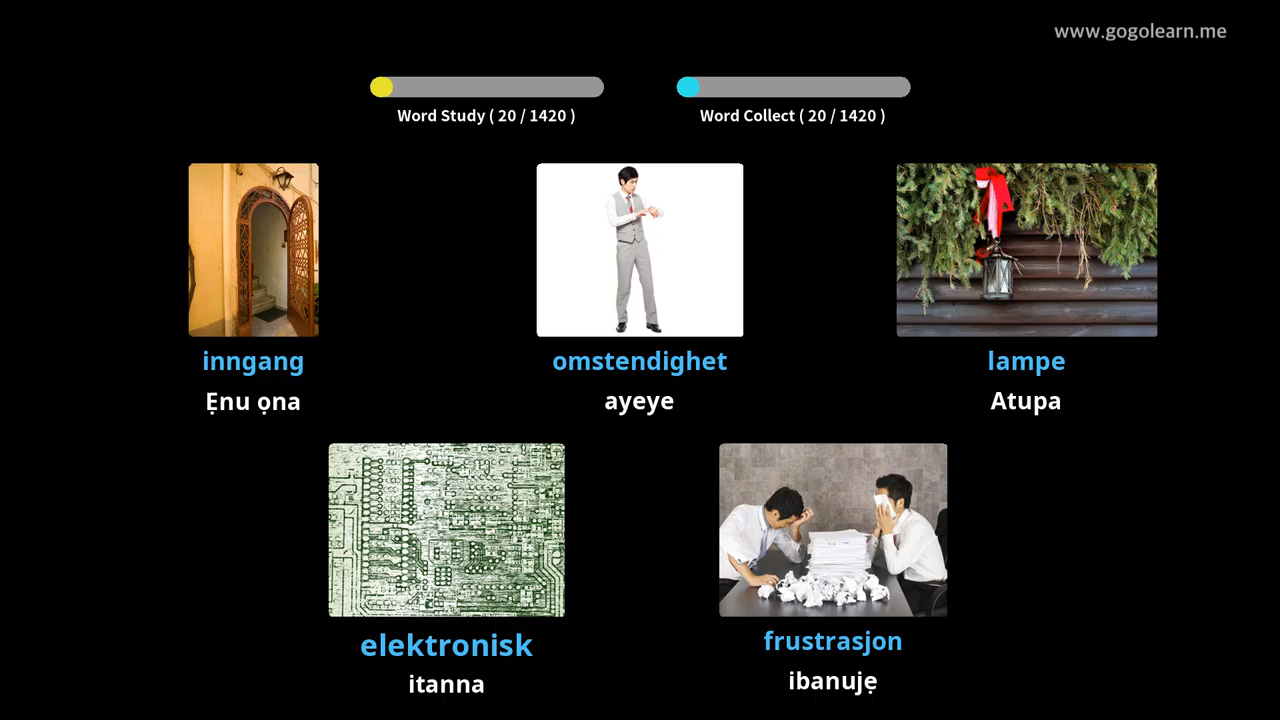 www.gogolearn.me
Word Study ( 20 / 1420 )
Word Collect ( 20 / 1420 )
inngang
Ẹnu ọna
omstendighet
ayeye
lampe
Atupa
elektronisk
itanna
frustrasjon
ibanujẹ